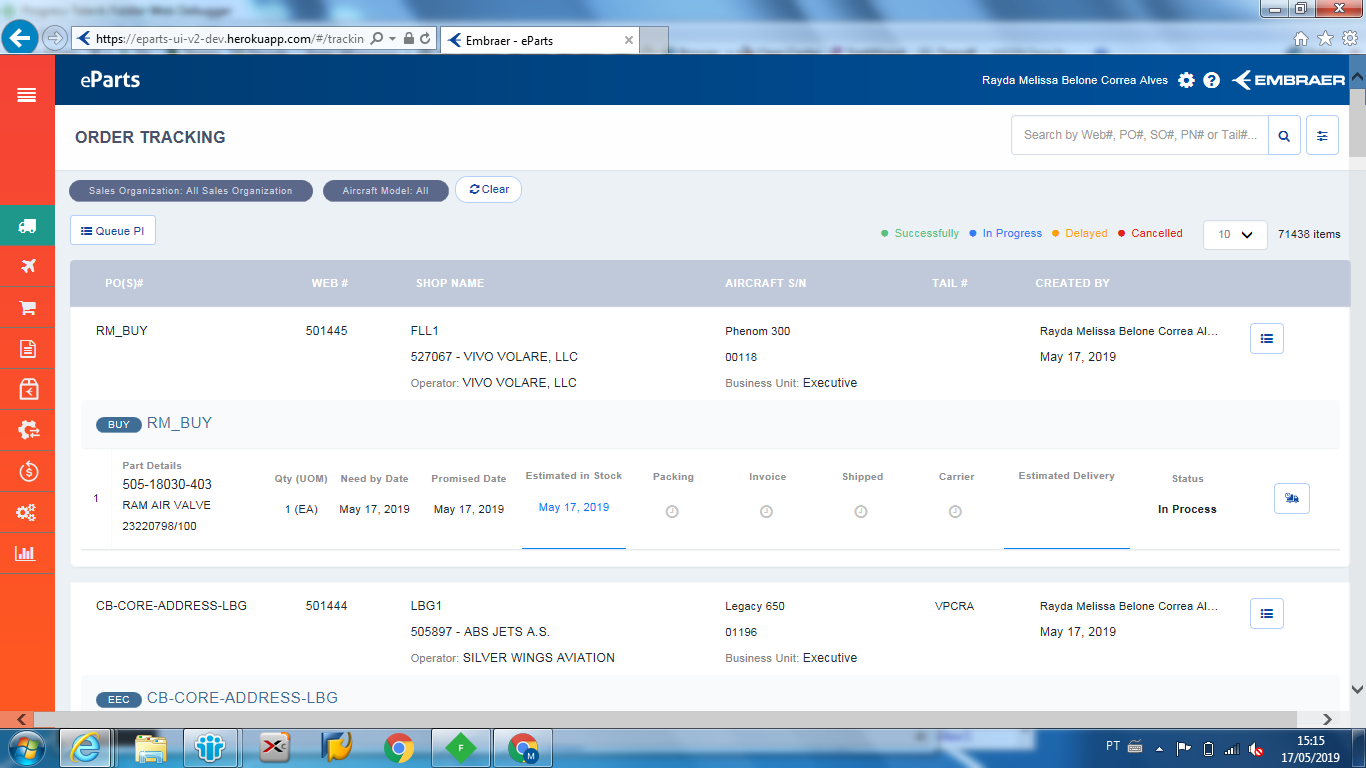 https://eparts-ui-v2-dev.herokuapp.com/#/trackin
Embraer - eParts
eParts
Rayda Melissa Belone Correa Alves
EMBRAER
ORDER TRACKING
Search by Web#, PO#, SO#, PN# or Tail#...
Sales Organization: All Sales Organization
Aircraft Model: All
Clear
Queue PI
Successfully
In Progress
Delayed
Cancelled
10
71438 items
PO(S)# WEB # SHOP NAME AIRCRAFT S/N TAIL # CREATED BY
RM_BUY 501445 FLL1 Phenom 300 Rayda Melissa Belone Correa Al...
527067 - VIVO VOLARE, LLC 00118 May 17, 2019
Operator: VIVO VOLARE, LLC Business Unit: Executive
BUY RM_BUY
Part Details
Qty (UOM) Need by Date Promised Date Estimated in Stock Packing Invoice Shipped Carrier Estimated Delivery Status
505-18030-403
1 RAM AIR VALVE 1 (EA) May 17, 2019 May 17, 2019 May 17, 2019 In Process
23220798/100
CB-CORE-ADDRESS-LBG 501444 LBG1 Legacy 650 VPCRA Rayda Melissa Belone Correa Al...
505897 - ABS JETS A.S. 01196 May 17, 2019
Operator: SILVER WINGS AVIATION Business Unit: Executive
EEC CB-CORE-ADDRESS-LBG
PT
15:15
17/05/2019